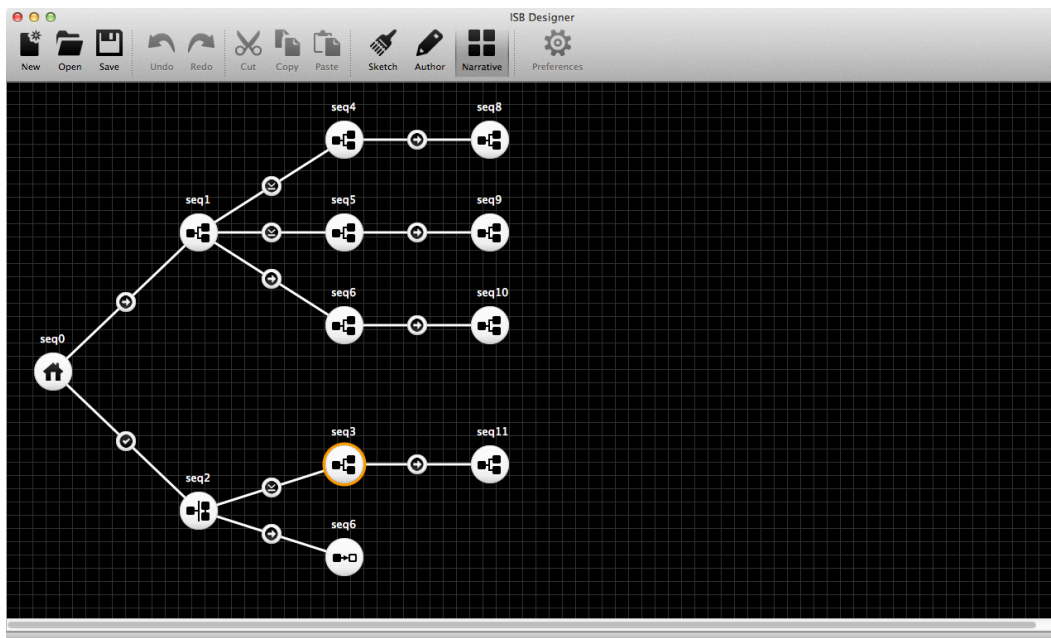 ISB Designer
New Open Save Undo Redo Cut Copy Paste Sketch Author Narrative Preferences
seq4 seq8
seq1 seq5 seq9
seq6 seq10
seq0
seq3 seq11
seq2
seq6